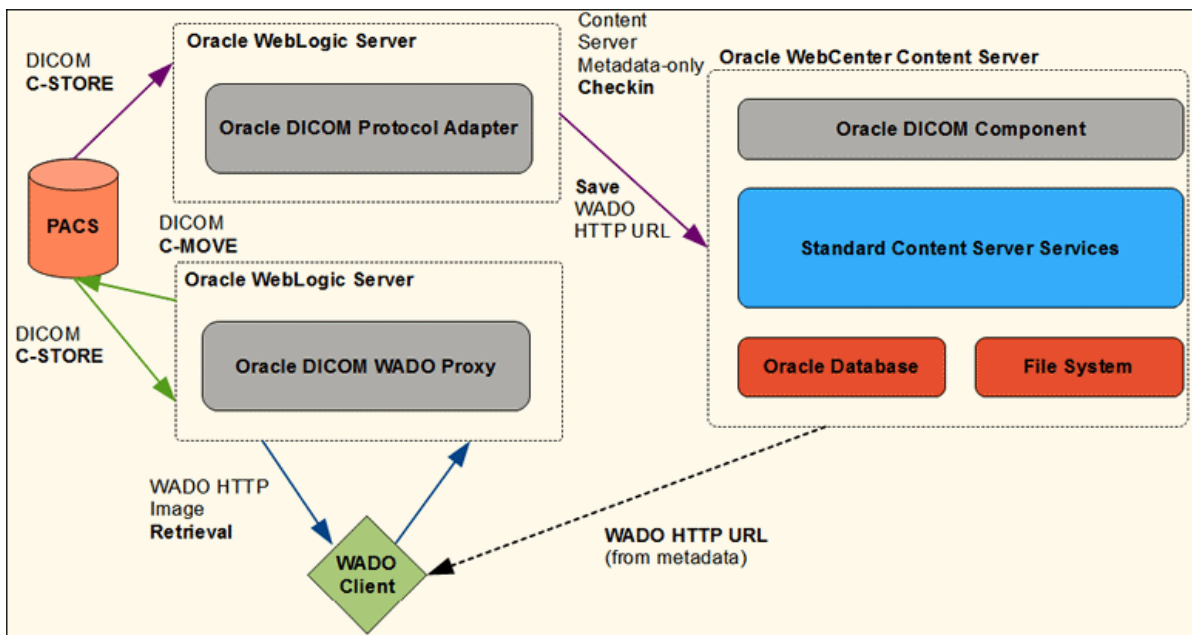 DICOM
C-STORE
Oracle WebLogic Server
Oracle DICOM Protocol Adapter
Content
Server
Metadata-only
Checkin
Oracle WebCenter Content Server
Oracle DICOM Component
Standard Content Server Services
Oracle Database
File System
Save
WADO
HTTP URL
PACS
DICOM
C-MOVE
Oracle WebLogic Server
Oracle DICOM WADO Proxy
DICOM
C-STORE
WADO HTTP
Image
Retrieval
WADO
Client
WADO HTTP URL
(from metadata)